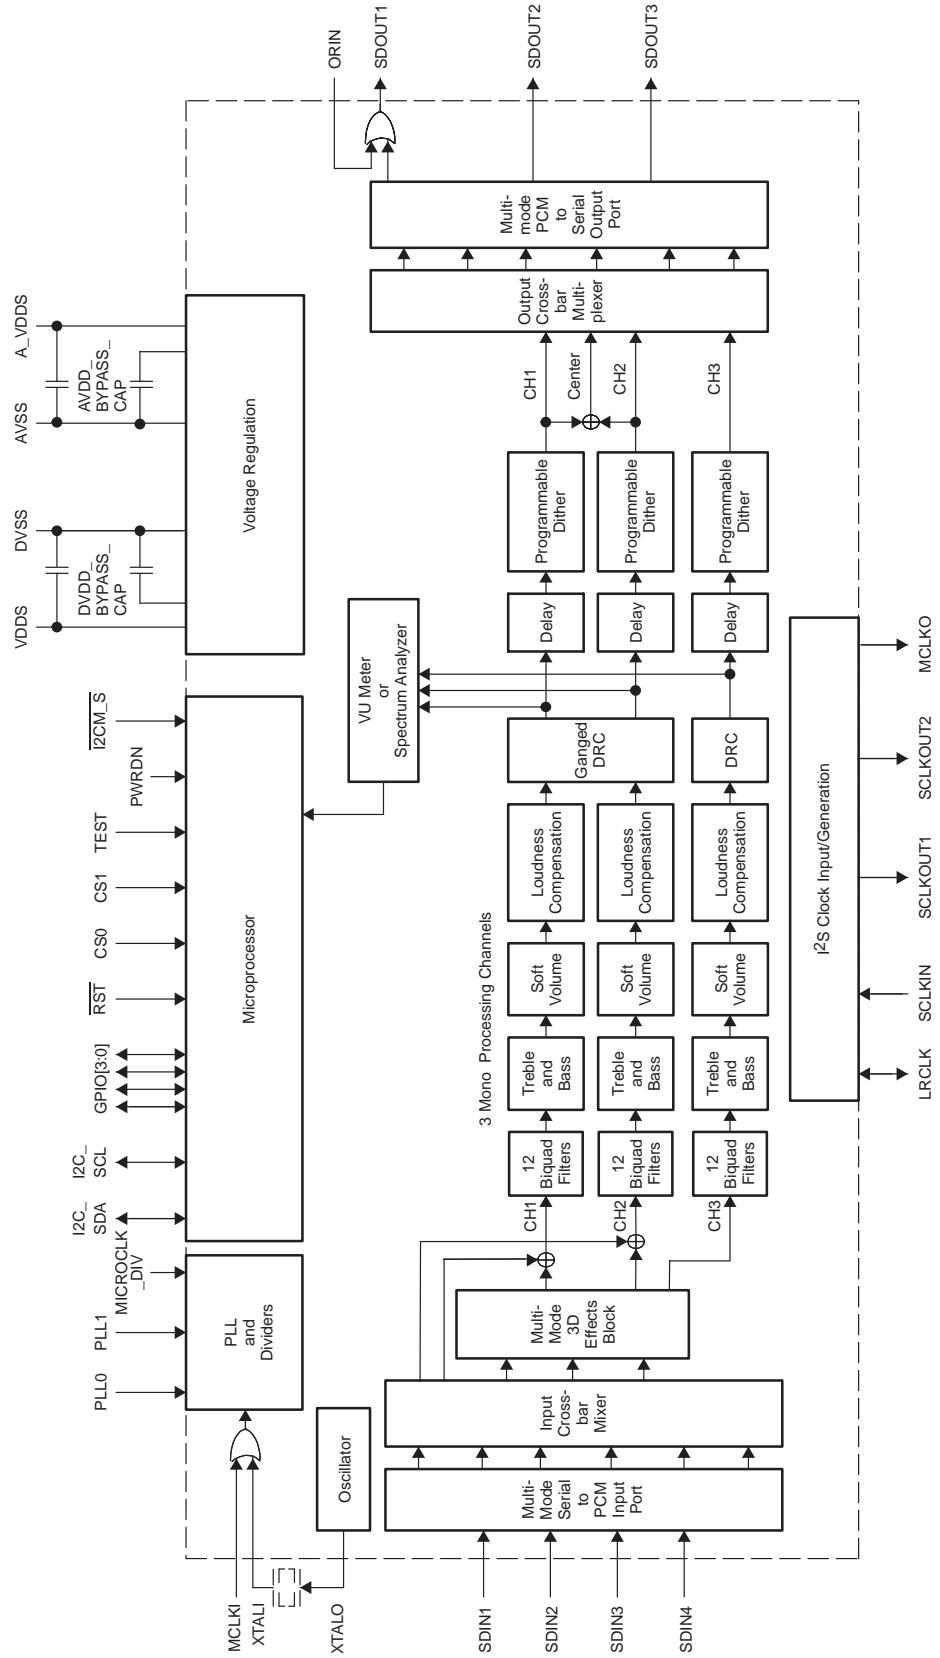 PLL0
PLL1
MICROCLK
_DIV
I2C_
SDA
I2C_
SCL
GPIO[3:0]
RST
CS0
CS1
TEST
PWRDN
I2CM_S
VDDS
DVSS
AVSS
A_VDDS
DVDD_
BYPASS_
CAP
AVDD_
BYPASS_
CAP
PLL
and
Dividers
Microprocessor
Voltage Regulation
MCLKI
XTALI
XTALO
Oscillator
VU Meter
or
Spectrum Analyzer
ORIN
SDOUT1
SDOUT2
SDOUT3
SDIN1
SDIN2
SDIN3
SDIN4
Multi-
Mode
Serial
to
PCM
Input
Port
Input
Cross-
bar
Mixer
Multi-
Mode
3D
Effects
Block
3 Mono Processing Channels
CH1
12
Biquad
Filters
Treble
and
Bass
Soft
Volume
Loudness
Compensation
Ganged
DRC
Delay
Programmable
Dither
CH1
Center
CH2
12
Biquad
Filters
Treble
and
Bass
Soft
Volume
Loudness
Compensation
Delay
Programmable
Dither
CH2
CH3
12
Biquad
Filters
Treble
and
Bass
Soft
Volume
Loudness
Compensation
DRC
Delay
Programmable
Dither
CH3
Output
Cross-
bar
Multi-
plexer
Multi-
mode
PCM
to
Serial
Output
Port
I2S Clock Input/Generation
LRCLK
SCLKIN
SCLKOUT1
SCLKOUT2
MCLKO